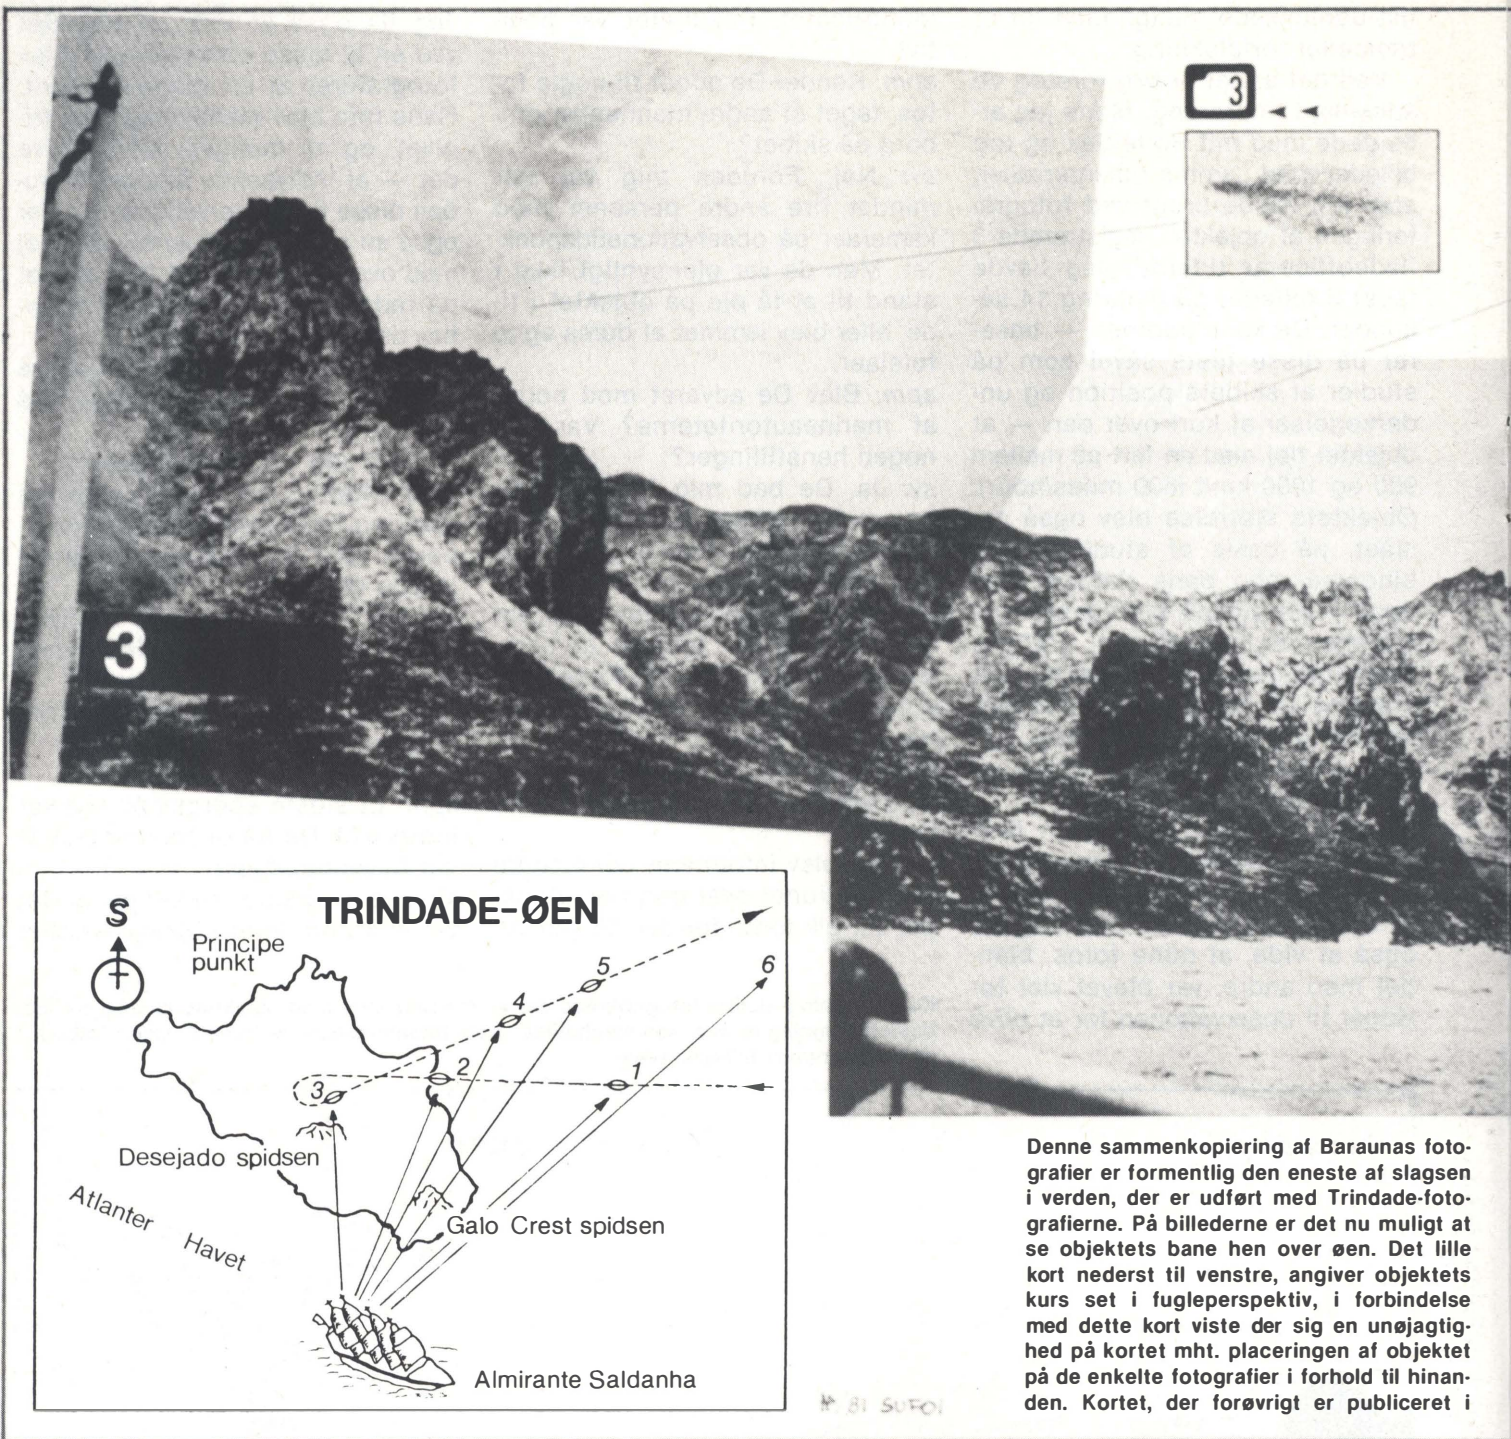 3
3
TRINDADE-ØEN
S
Principe
punkt
5
6
4
2
3
1
Desejado spidsen
Atlanter Havet
Galo Crest spidsen
Almirante Saldanha
Denne sammenkopiering af Baraunas foto-
grafier er formentlig den eneste af slagsen
i verden, der er udført med Trindade-foto-
grafierne. På billederne er det nu muligt at
se objektets bane hen over øen. Det lille
kort nederst til venstre, angiver objektets
kurs set i fugleperspektiv, i forbindelse
med dette kort viste der sig en unøjagtig-
hed på kortet mht. placeringen af objektet
på de enkelte fotografier i forhold til hinan-
den. Kortet, der forøvrigt er publiceret i
81 SUFOI